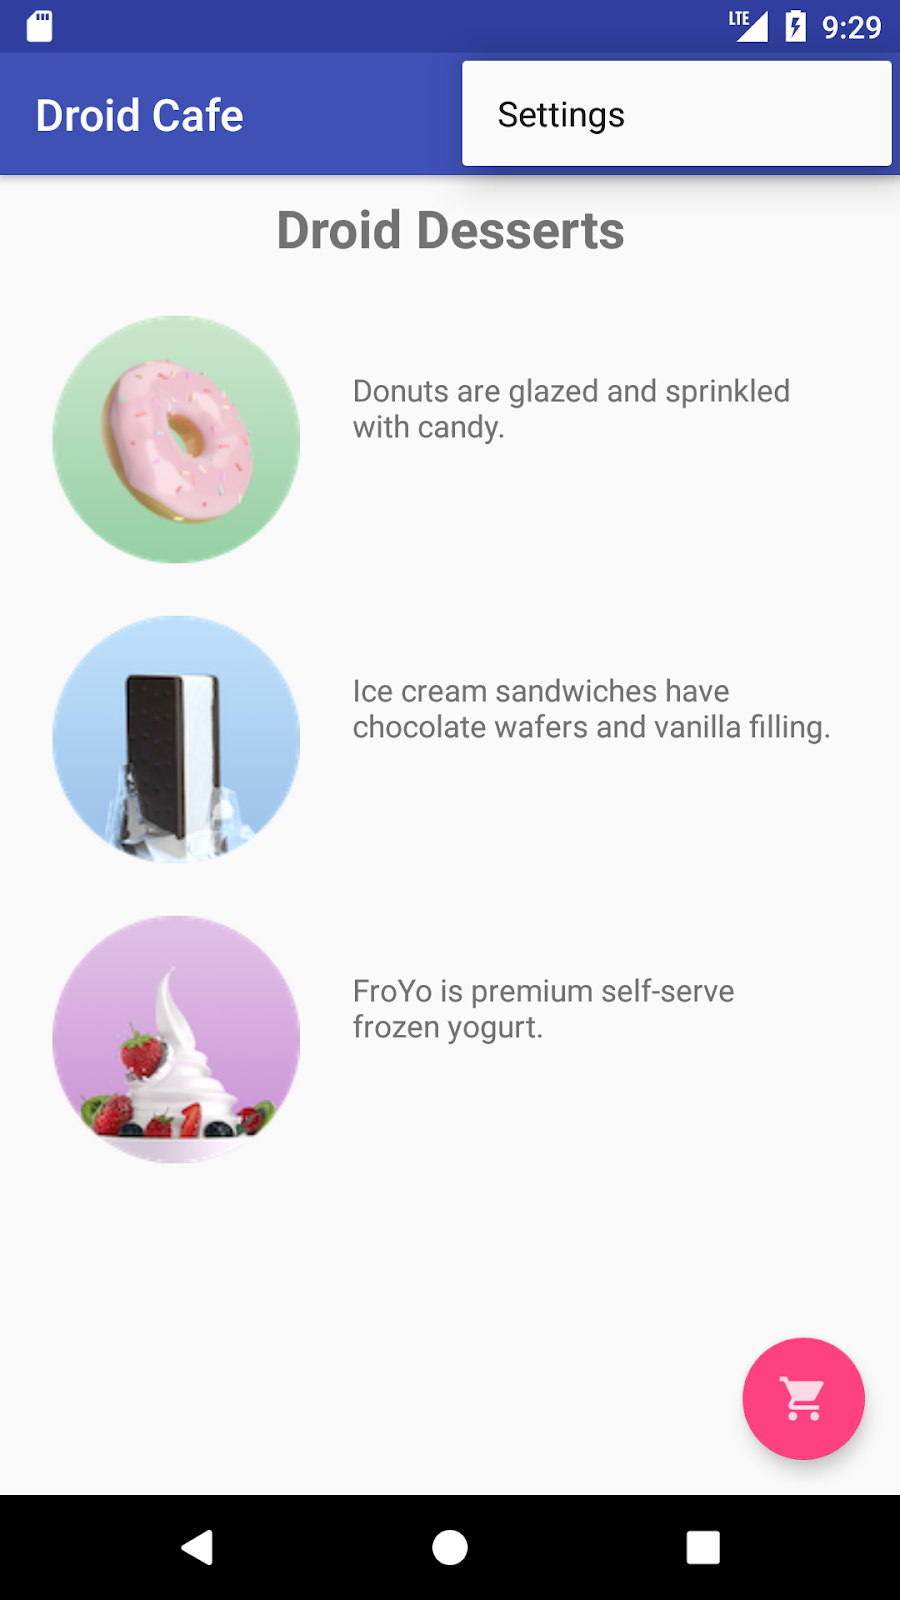 LTE 9:29
Droid Cafe
Settings
Droid Desserts
Donuts are glazed and sprinkled
with candy.
Ice cream sandwiches have
chocolate wafers and vanilla filling.
FroYo is premium self-serve
frozen yogurt.